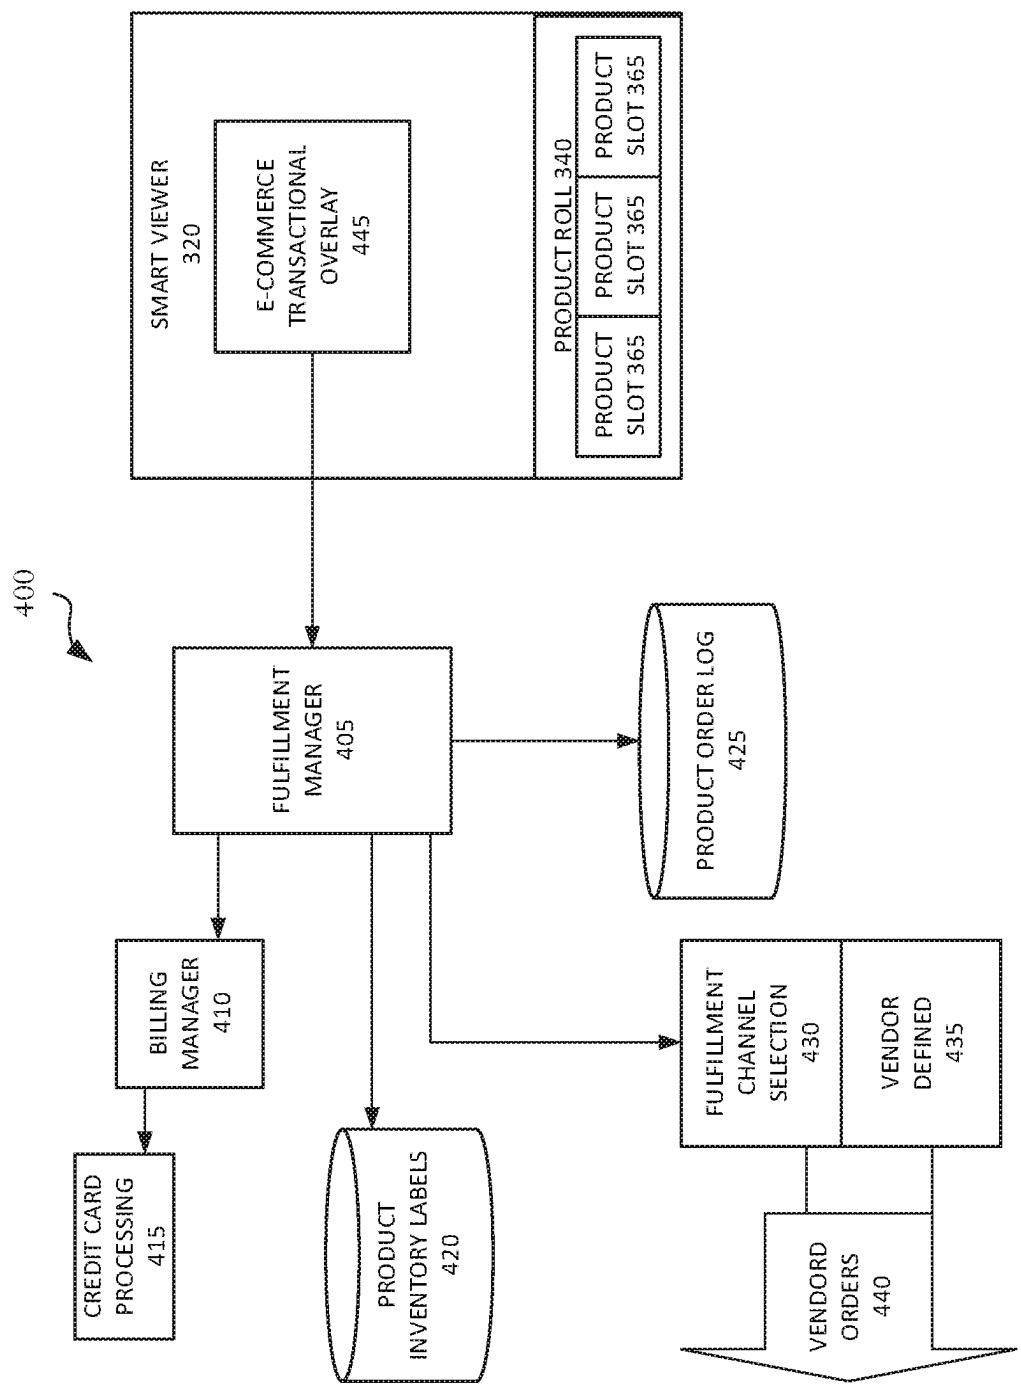 400
SMART VIEWER
320
E-COMMERCE
TRANSACTIONAL
OVERLAY
445
PRODUCT ROLL 340
PRODUCT
SLOT 365
PRODUCT
SLOT 365
PRODUCT
SLOT 365
FULFILLMENT
MANAGER
405
PRODUCT ORDER LOG
425
BILLING
MANAGER
410
CREDIT CARD
PROCESSING
415
PRODUCT
INVENTORY LABELS
420
FULFILLMENT
CHANNEL
SELECTION
430
VENDOR
DEFINED
435
VENDORD
ORDERS
440